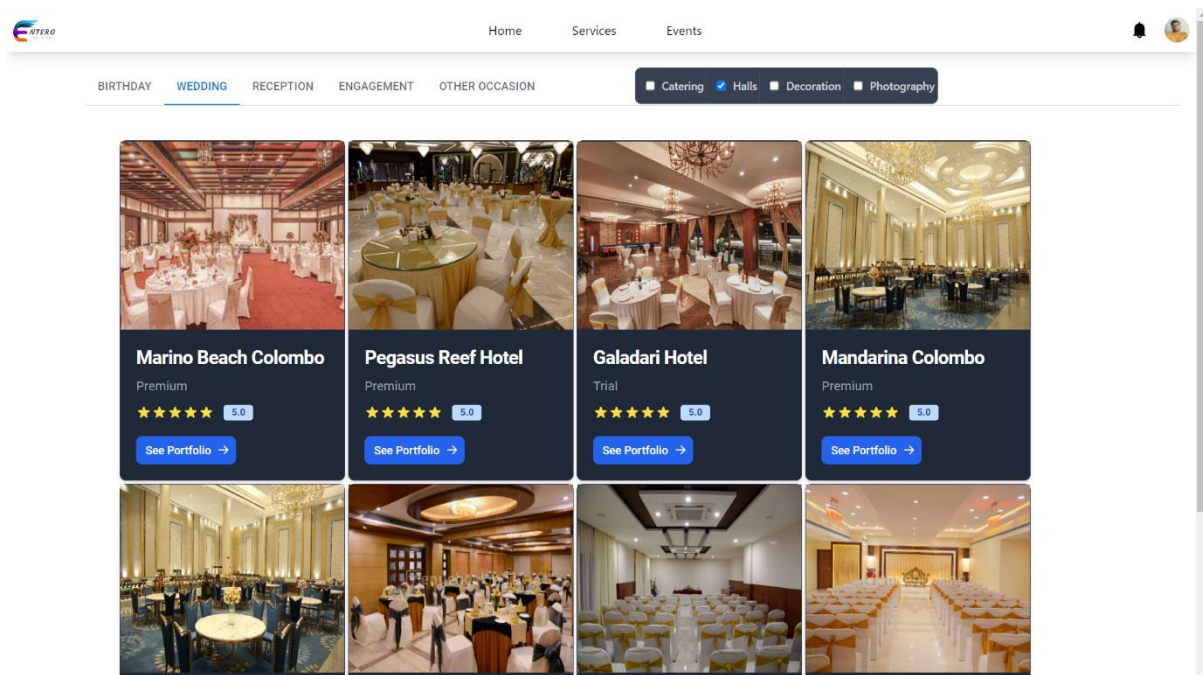 ENTERO
Home Services Events
BIRTHDAY WEDDING RECEPTION ENGAGEMENT OTHER OCCASION
Catering Halls Decoration Photography
Marino Beach Colombo
Premium
5.0
See Portfolio →
Pegasus Reef Hotel
Premium
5.0
See Portfolio →
Galadari Hotel
Trial
5.0
See Portfolio →
Mandarina Colombo
Premium
5.0
See Portfolio →